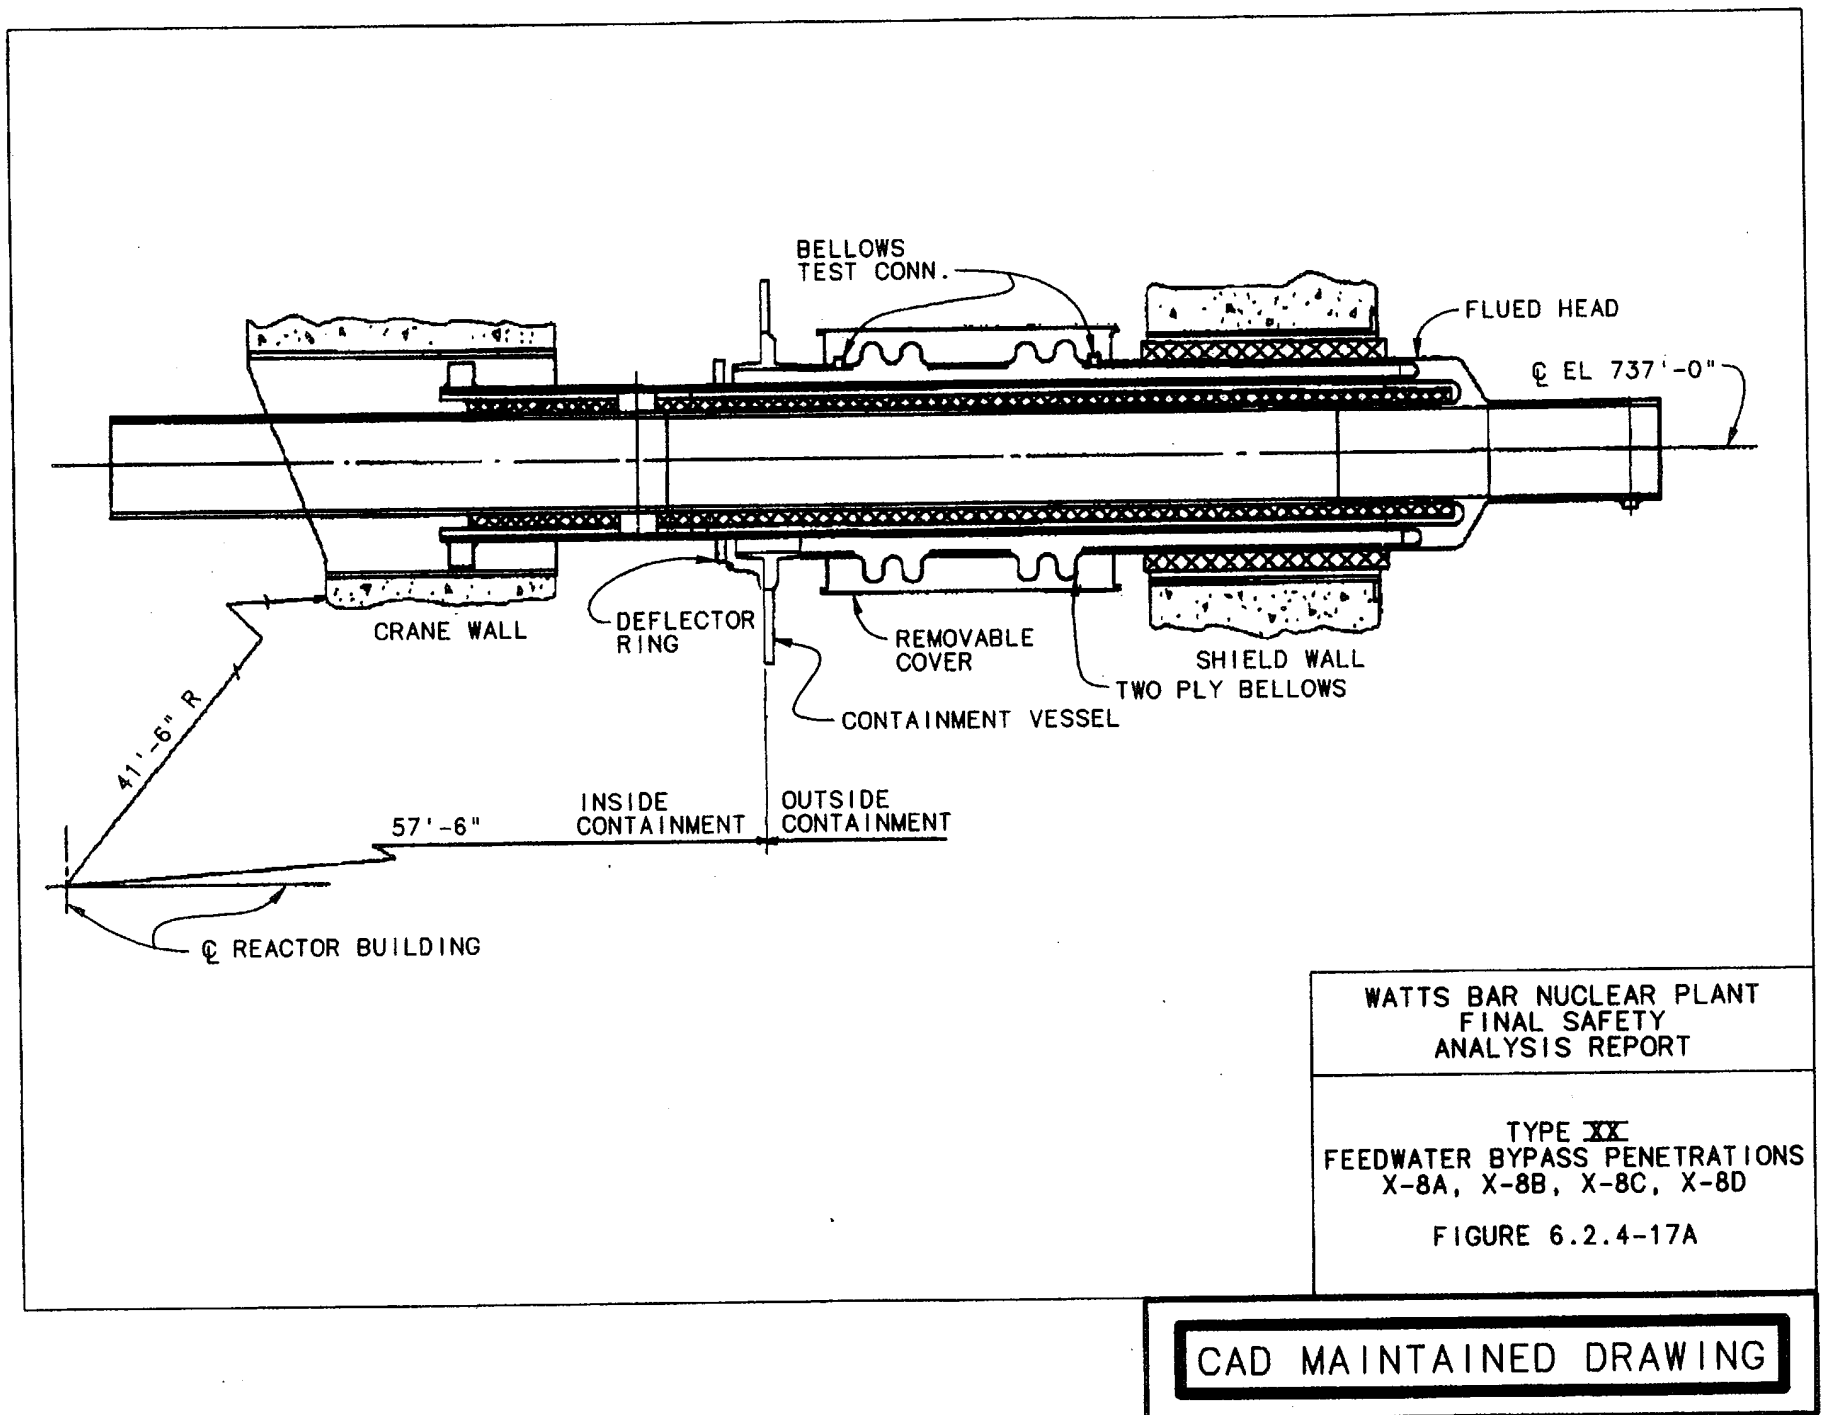 BELLOWS
TEST CONN.
FLUED HEAD
℄ EL 737'-0"
CRANE WALL
DEFLECTOR
RING
REMOVABLE
COVER
SHIELD WALL
TWO PLY BELLOWS
CONTAINMENT VESSEL
41'-6" R
INSIDE
CONTAINMENT
OUTSIDE
CONTAINMENT
57'-6"
℄ REACTOR BUILDING
WATTS BAR NUCLEAR PLANT
FINAL SAFETY
ANALYSIS REPORT
TYPE XX
FEEDWATER BYPASS PENETRATIONS
X-8A, X-8B, X-8C, X-8D
FIGURE 6.2.4-17A
CAD MAINTAINED DRAWING